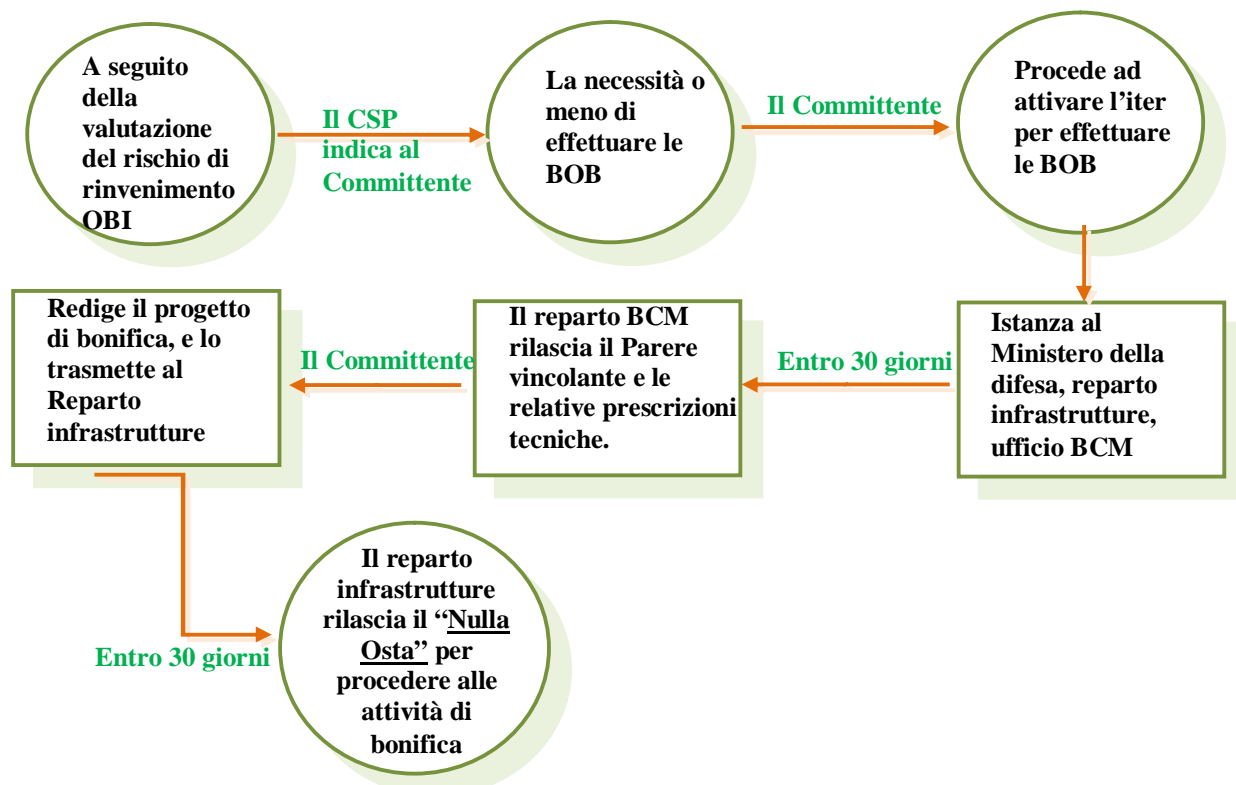 A seguito
della
valutazione
del rischio di
rinvenimento
OBI
Il CSP
indica al
Committente
La necessità o
meno di
effettuare le
BOB
Il Committente
Procede ad
attivare l’iter
per effettuare
le BOB
Istanza al
Ministero della
difesa, reparto
infrastrutture,
ufficio BCM
Entro 30 giorni
Il reparto BCM
rilascia il Parere
vincolante e le
relative prescrizioni
tecniche.
Il Committente
Redige il progetto
di bonifica, e lo
trasmette al
Reparto
infrastrutture
Entro 30 giorni
Il reparto
infrastrutture
rilascia il “Nulla
Osta” per
procedere alle
attività di
bonifica